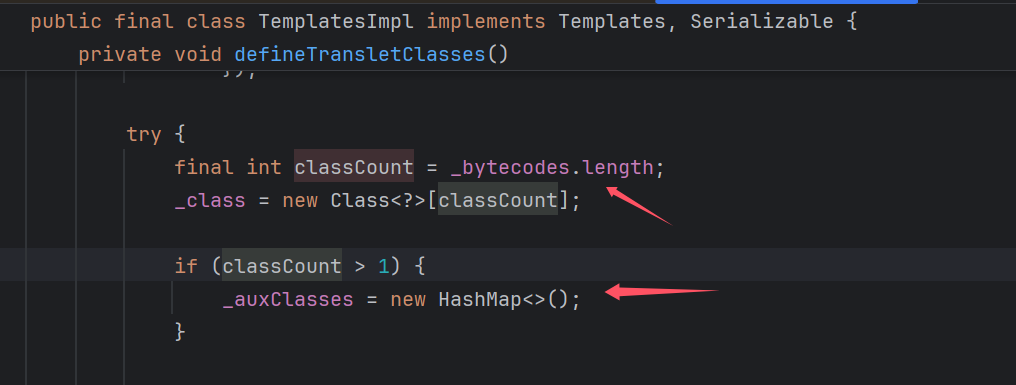 public final class TemplatesImpl implements Templates, Serializable {
private void defineTransletClasses()
});
try {
final int classCount = _bytecodes.length;
_class = new Class<?>[classCount];
if (classCount > 1) {
_auxClasses = new HashMap<>();
}